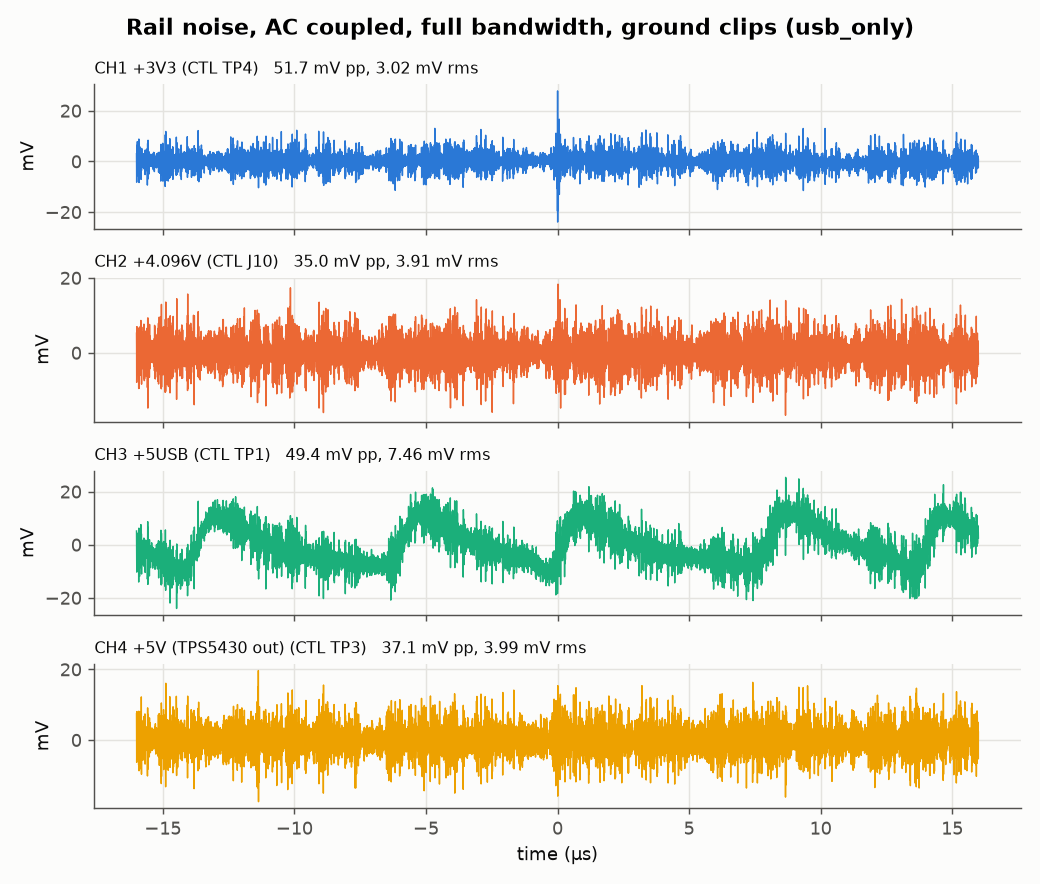 Rail noise, AC coupled, full bandwidth, ground clips (usb_only)
CH1 +3V3 (CTL TP4)   51.7 mV pp, 3.02 mV rms
20
0
−20
mV
CH2 +4.096V (CTL J10)   35.0 mV pp, 3.91 mV rms
20
0
mV
CH3 +5USB (CTL TP1)   49.4 mV pp, 7.46 mV rms
20
0
−20
mV
CH4 +5V (TPS5430 out) (CTL TP3)   37.1 mV pp, 3.99 mV rms
20
0
mV
−15 −10 −5 0 5 10 15
time (µs)